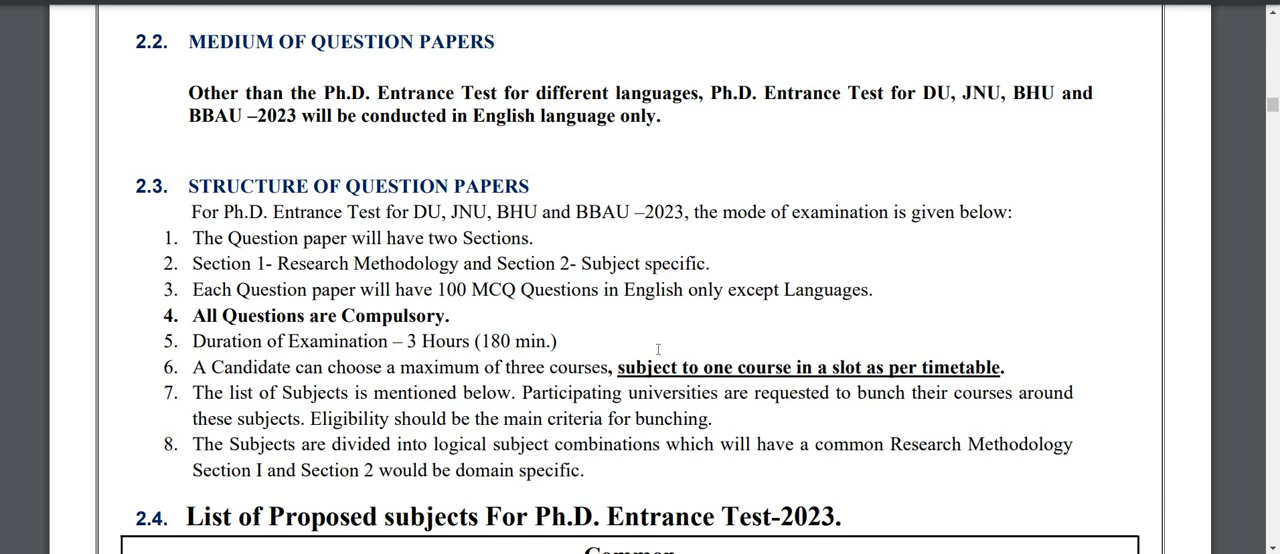 2.2. MEDIUM OF QUESTION PAPERS
Other than the Ph.D. Entrance Test for different languages, Ph.D. Entrance Test for DU, JNU, BHU and
BBAU –2023 will be conducted in English language only.
2.3. STRUCTURE OF QUESTION PAPERS
For Ph.D. Entrance Test for DU, JNU, BHU and BBAU –2023, the mode of examination is given below:
1. The Question paper will have two Sections.
2. Section 1- Research Methodology and Section 2- Subject specific.
3. Each Question paper will have 100 MCQ Questions in English only except Languages.
4. All Questions are Compulsory.
5. Duration of Examination – 3 Hours (180 min.)
6. A Candidate can choose a maximum of three courses, subject to one course in a slot as per timetable.
7. The list of Subjects is mentioned below. Participating universities are requested to bunch their courses around
these subjects. Eligibility should be the main criteria for bunching.
8. The Subjects are divided into logical subject combinations which will have a common Research Methodology
Section I and Section 2 would be domain specific.
2.4. List of Proposed subjects For Ph.D. Entrance Test-2023.